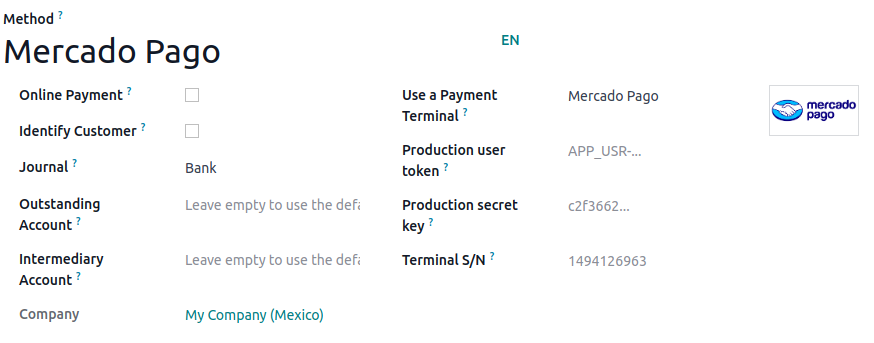 Method ?
Mercado Pago
EN
Online Payment ?
Identify Customer ?
Journal ?
Bank
Outstanding Account ?
Leave empty to use the defa
Intermediary Account ?
Leave empty to use the defa
Company
My Company (Mexico)
Use a Payment Terminal ?
Mercado Pago
Production user token ?
APP_USR-...
Production secret key ?
c2f3662...
Terminal S/N ?
1494126963
mercado
pago